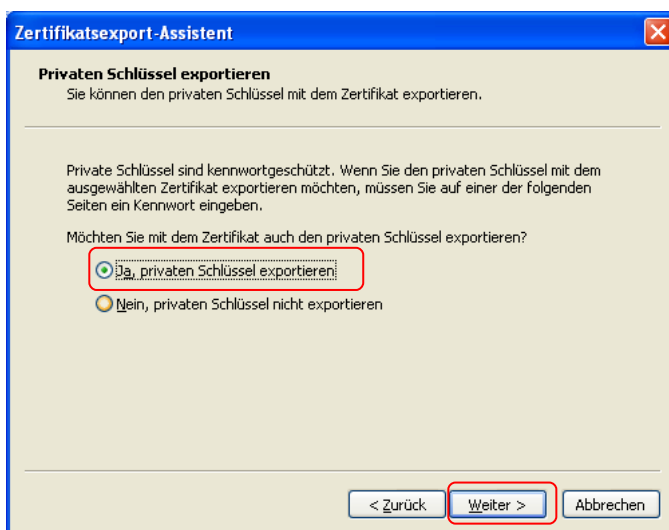 Zertifikatsexport-Assistent
Privaten Schlüssel exportieren
Sie können den privaten Schlüssel mit dem Zertifikat exportieren.
Private Schlüssel sind kennwortgeschützt. Wenn Sie den privaten Schlüssel mit dem
ausgewählten Zertifikat exportieren möchten, müssen Sie auf einer der folgenden
Seiten ein Kennwort eingeben.
Möchten Sie mit dem Zertifikat auch den privaten Schlüssel exportieren?
Ja, privaten Schlüssel exportieren
Nein, privaten Schlüssel nicht exportieren
< Zurück Weiter > Abbrechen